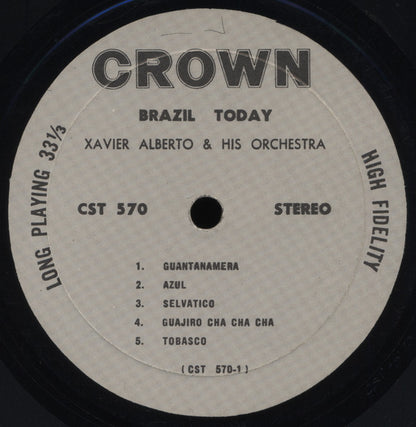 CROWN
BRAZIL TODAY
XAVIER ALBERTO & HIS ORCHESTRA
LONG PLAYING 33⅓
HIGH FIDELITY
CST 570
STEREO
1. GUANTANAMERA
2. AZUL
3. SELVATICO
4. GUAJIRO CHA CHA CHA
5. TOBASCO
(CST 570-1)